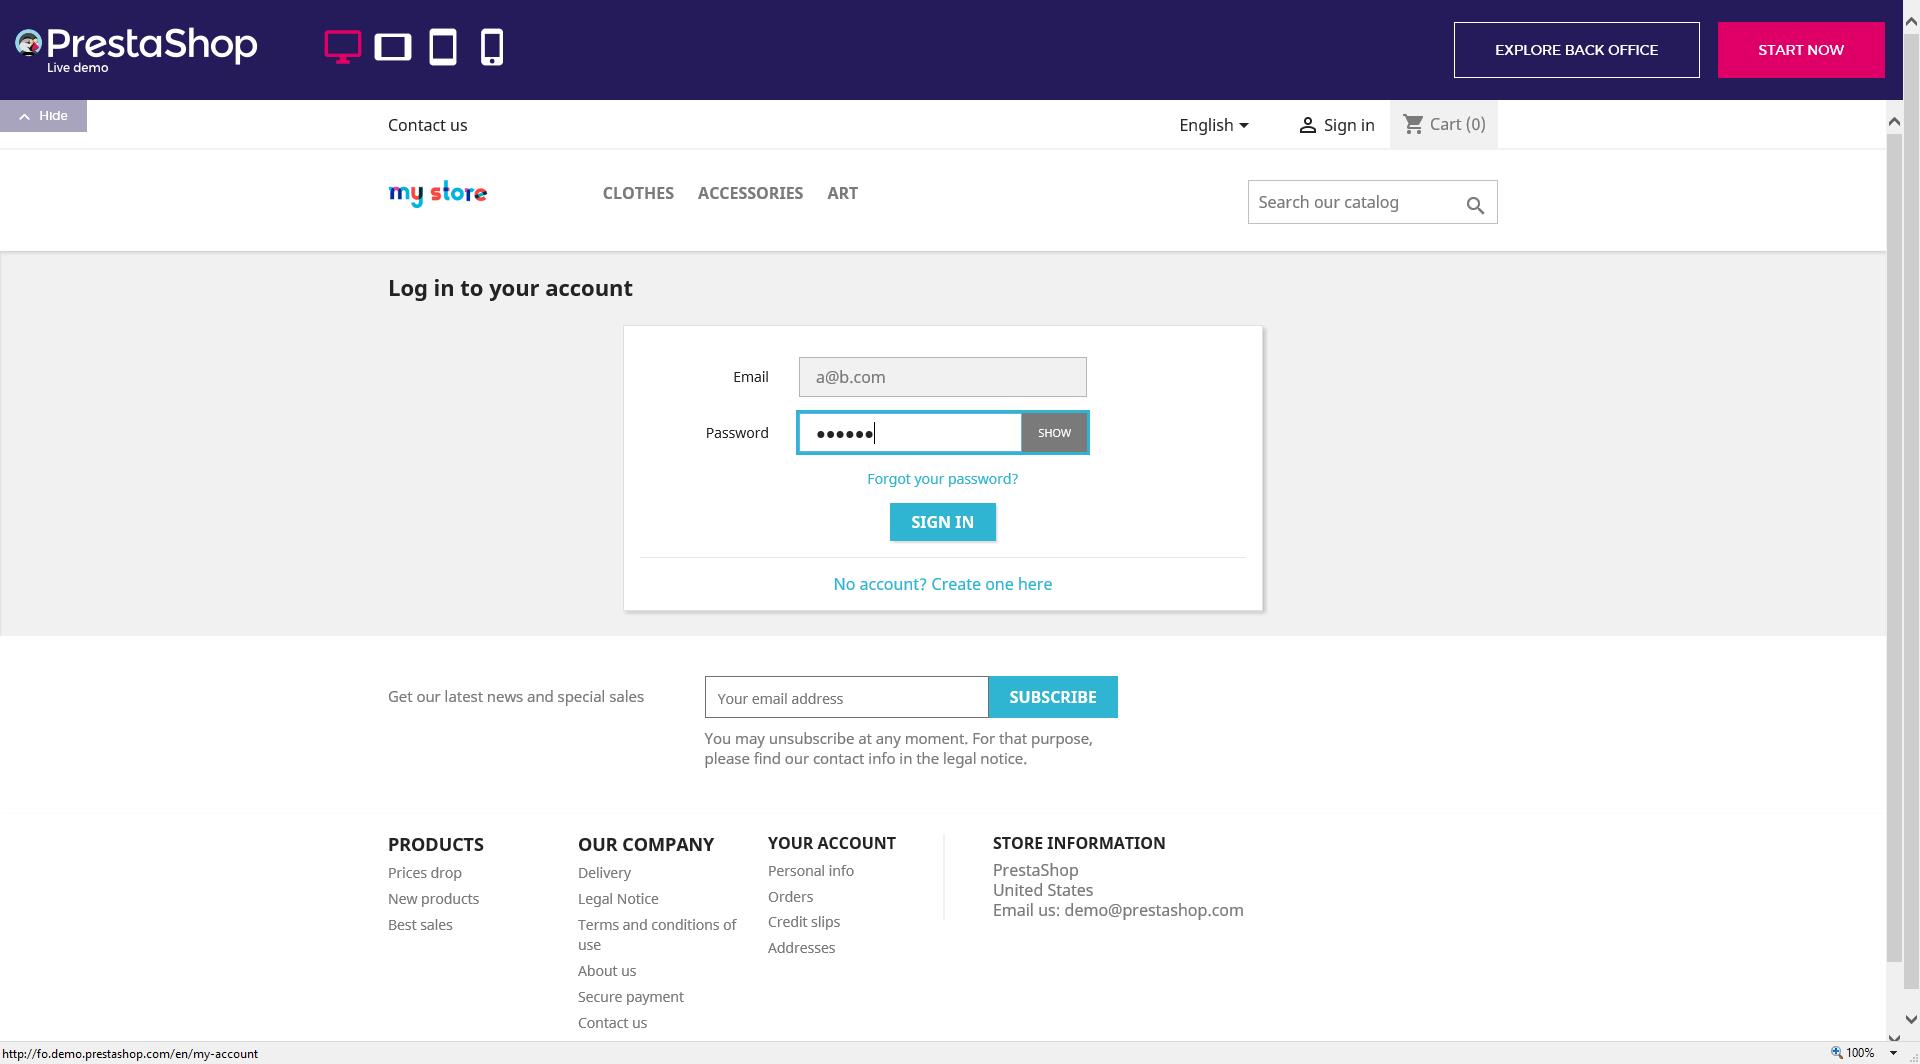 PrestaShop
Live demo
EXPLORE BACK OFFICE
START NOW
Hide
Contact us
English
Sign in
Cart (0)
my store
CLOTHES
ACCESSORIES
ART
Search our catalog
Log in to your account
Email
a@b.com
Password
●●●●●●
SHOW
Forgot your password?
SIGN IN
No account? Create one here
Get our latest news and special sales
Your email address
SUBSCRIBE
You may unsubscribe at any moment. For that purpose,
please find our contact info in the legal notice.
PRODUCTS
Prices drop
New products
Best sales
OUR COMPANY
Delivery
Legal Notice
Terms and conditions of
use
About us
Secure payment
Contact us
YOUR ACCOUNT
Personal info
Orders
Credit slips
Addresses
STORE INFORMATION
PrestaShop
United States
Email us: demo@prestashop.com
http://fo.demo.prestashop.com/en/my-account
100%